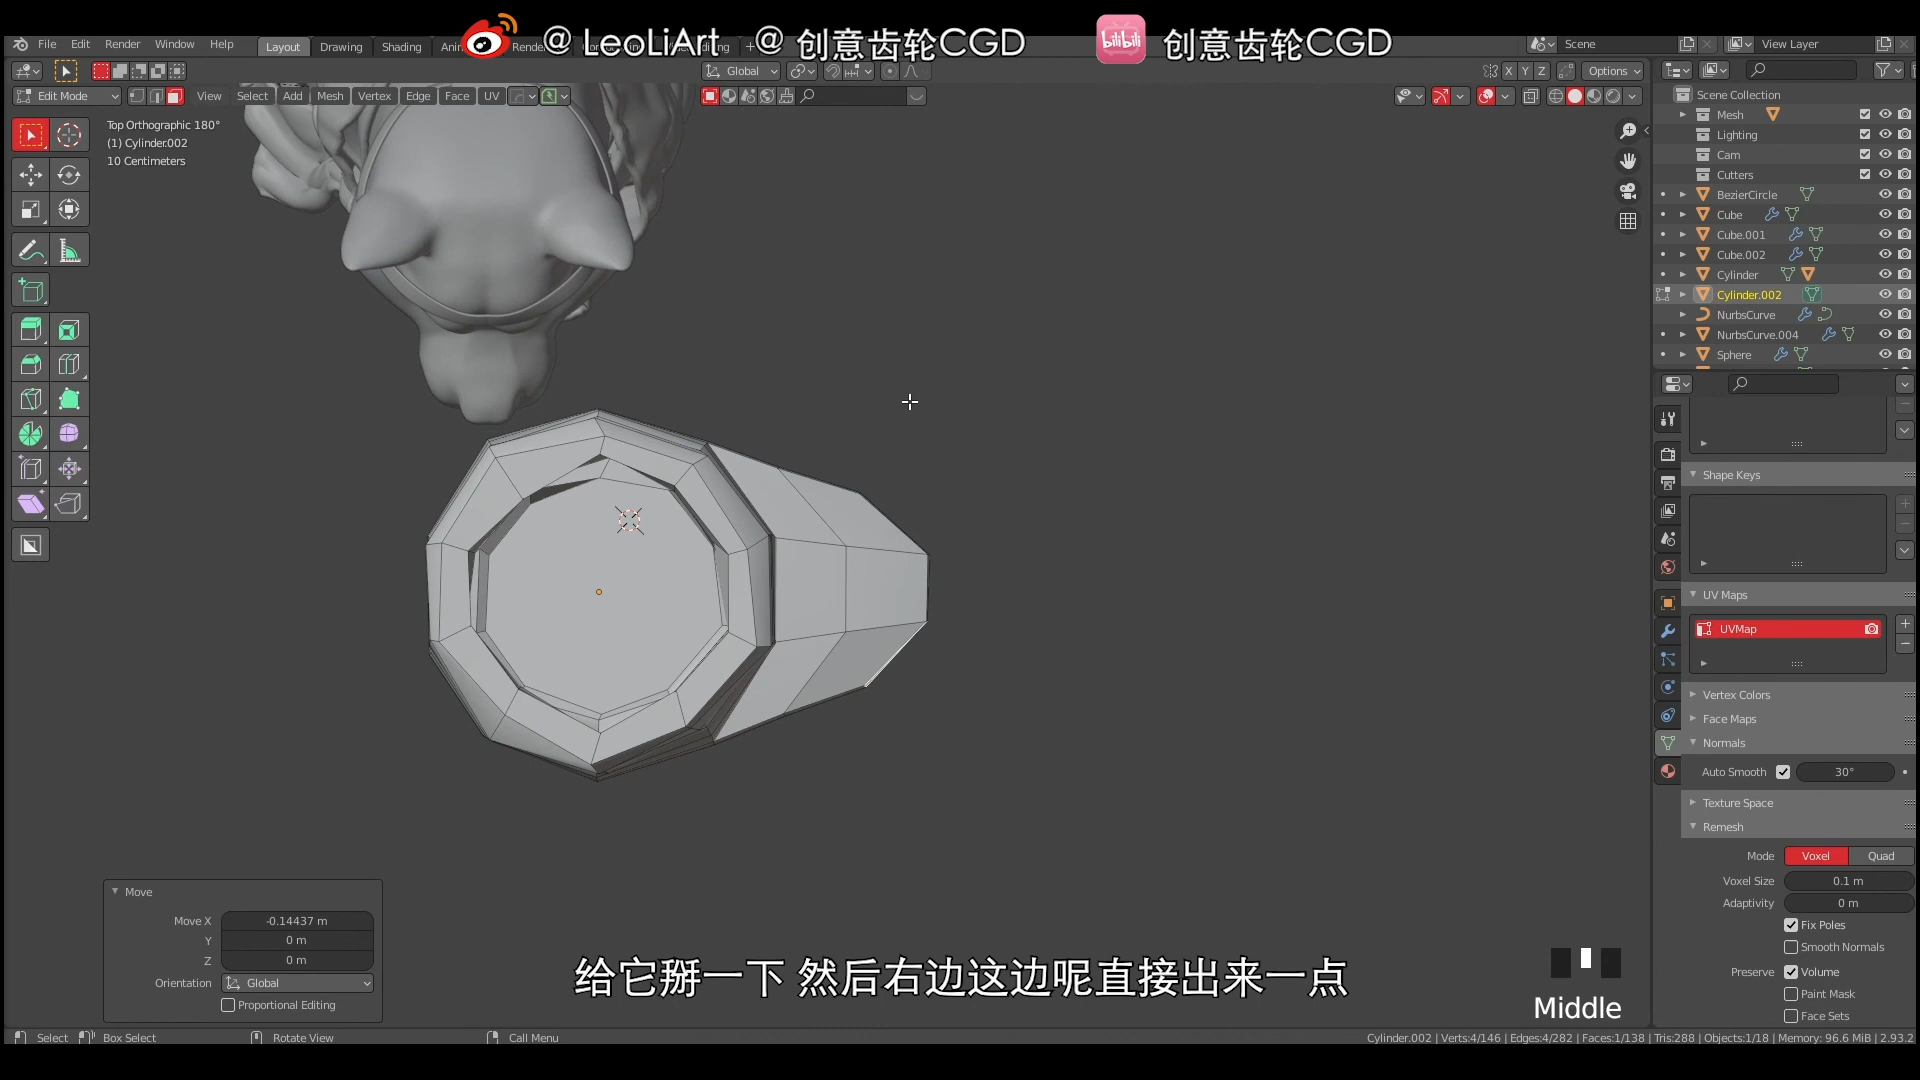 @ LeoLiArt @ 创意齿轮CGD bilibili 创意齿轮CGD
File Edit Render Window Help Layout Drawing Shading Scene View Layer
Global X Y Z Options
Edit Mode View Select Add Mesh Vertex Edge Face UV
Top Orthographic 180°
(1) Cylinder.002
10 Centimeters
Scene Collection
Mesh
Lighting
Cam
Cutters
BezierCircle
Cube
Cube.001
Cube.002
Cylinder
Cylinder.002
NurbsCurve
NurbsCurve.004
Sphere
Shape Keys
UV Maps
UVMap
Vertex Colors
Face Maps
Normals
Auto Smooth 30°
Texture Space
Remesh
Mode Voxel Quad
Voxel Size 0.1 m
Adaptivity 0 m
Fix Poles
Smooth Normals
Preserve Volume
Paint Mask
Face Sets
Move
Move X -0.14437 m
Y 0 m
Z 0 m
Orientation Global
Proportional Editing
给它掰一下 然后右边这边呢直接出来一点
Middle
Select Box Select Rotate View Call Menu Cylinder.002 | Verts:4/146 | Edges:4/282 | Faces:1/138 | Tris:288 | Objects:1/18 | Memory: 96.6 MiB | 2.93.2